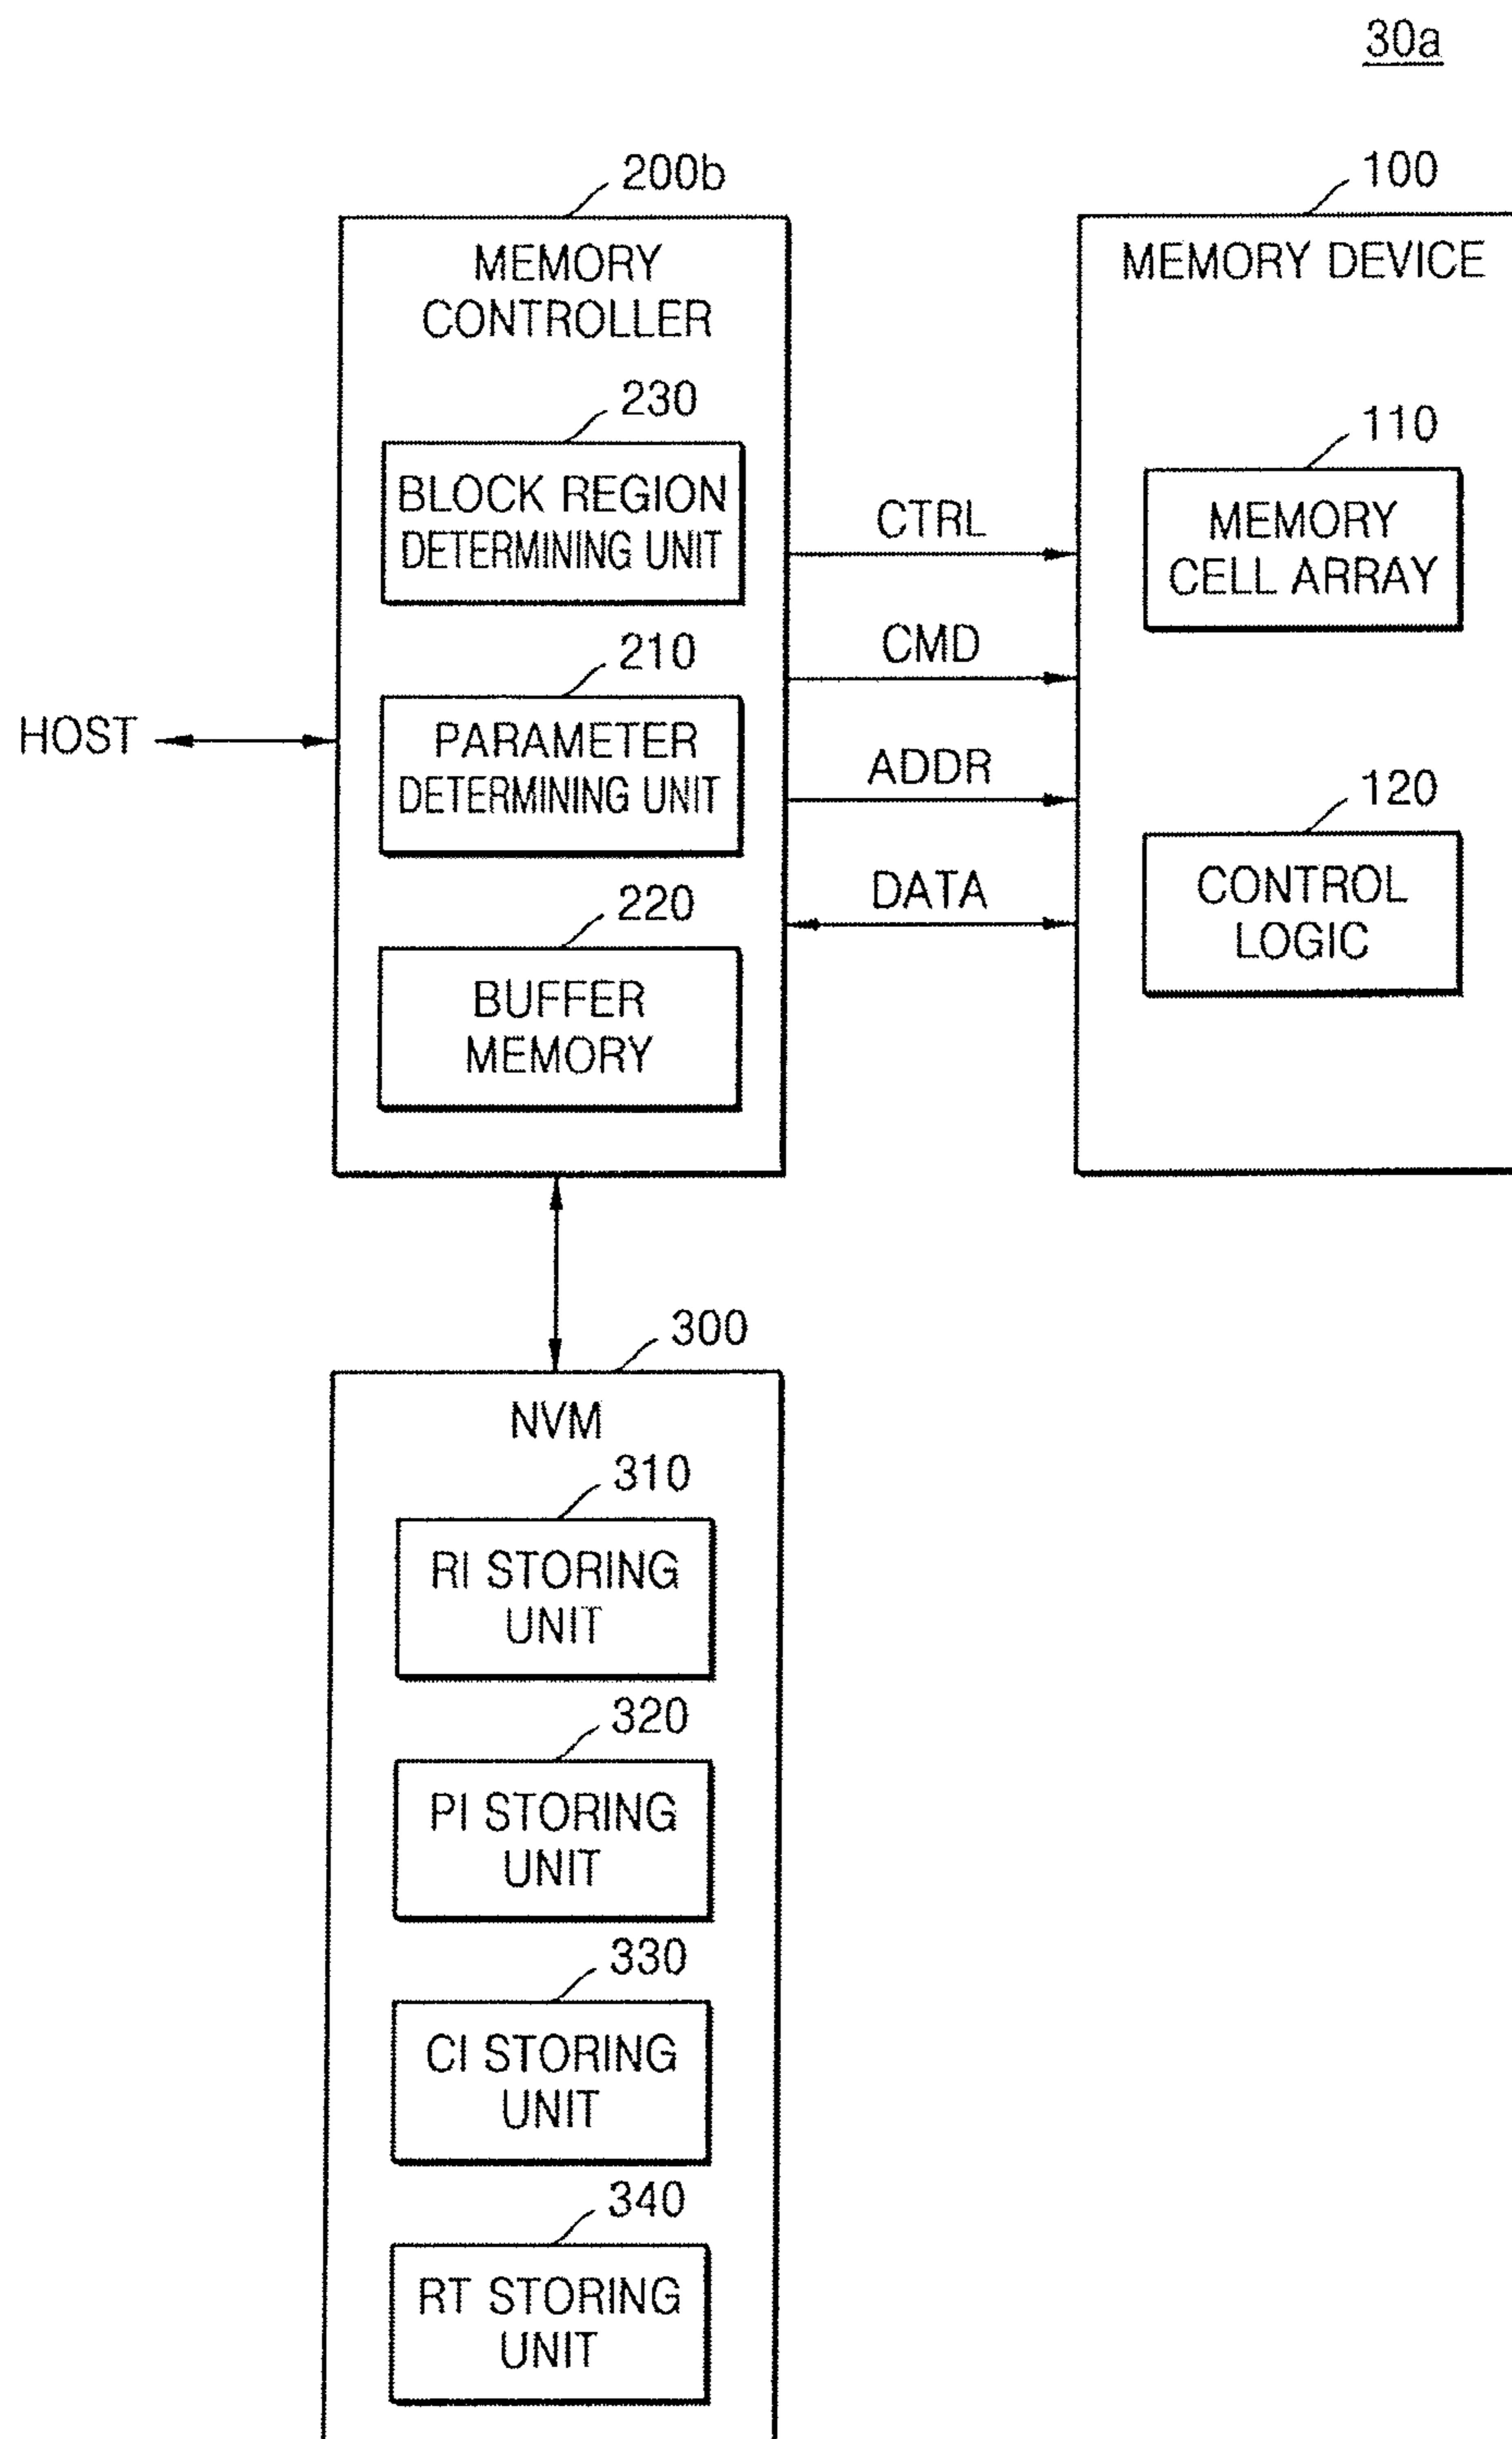 30a
200b
MEMORY
CONTROLLER
230
BLOCK REGION
DETERMINING UNIT
210
PARAMETER
DETERMINING UNIT
220
BUFFER
MEMORY
HOST
CTRL
CMD
ADDR
DATA
100
MEMORY DEVICE
110
MEMORY
CELL ARRAY
120
CONTROL
LOGIC
300
NVM
310
RI STORING
UNIT
320
PI STORING
UNIT
330
CI STORING
UNIT
340
RT STORING
UNIT